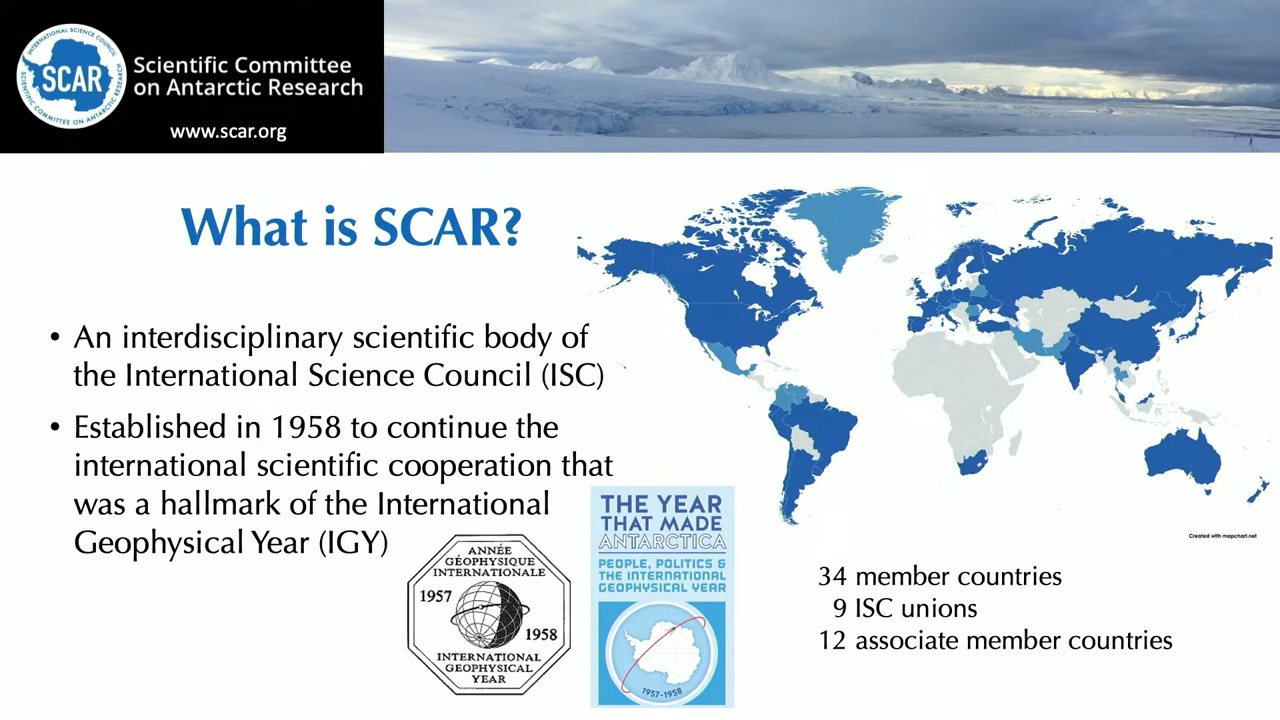 INTERNATIONAL SCIENCE COUNCIL
SCAR
SCIENTIFIC COMMITTEE ON ANTARCTIC RESEARCH
Scientific Committee
on Antarctic Research
www.scar.org
What is SCAR?
• An interdisciplinary scientific body of
the International Science Council (ISC)
• Established in 1958 to continue the
international scientific cooperation that
was a hallmark of the International
Geophysical Year (IGY)
ANNÉE
GÉOPHYSIQUE
INTERNATIONALE
1957
1958
INTERNATIONAL
GEOPHYSICAL
YEAR
THE YEAR
THAT MADE
ANTARCTICA
PEOPLE, POLITICS &
THE INTERNATIONAL
GEOPHYSICAL YEAR
1957-1958
Created with mapchart.net
34 member countries
9 ISC unions
12 associate member countries